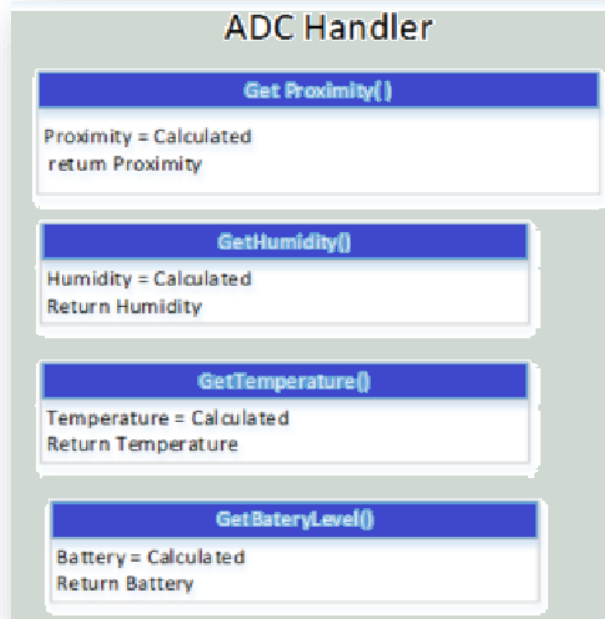 ADC Handler
Get Proximity( )
Proximity = Calculated
return Proximity
GetHumidity()
Humidity = Calculated
Return Humidity
GetTemperature()
Temperature = Calculated
Return Temperature
GetBateryLevel()
Battery = Calculated
Return Battery